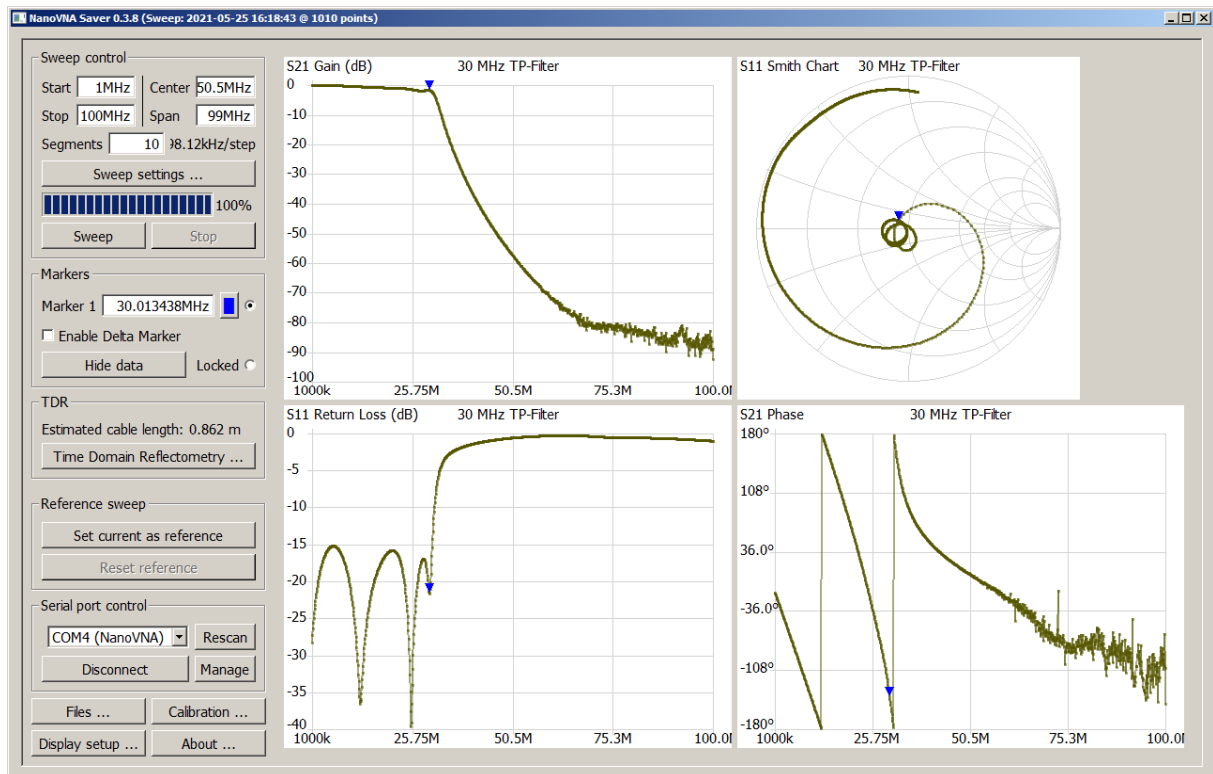 NanoVNA Saver 0.3.8 (Sweep: 2021-05-25 16:18:43 @ 1010 points)
Sweep control
Start 1MHz Center 50.5MHz
Stop 100MHz Span 99MHz
Segments 10 98.12kHz/step
Sweep settings ...
100%
Sweep Stop
Markers
Marker 1 30.013438MHz
Enable Delta Marker
Hide data Locked
TDR
Estimated cable length: 0.862 m
Time Domain Reflectometry ...
Reference sweep
Set current as reference
Reset reference
Serial port control
COM4 (NanoVNA) Rescan
Disconnect Manage
Files ... Calibration ...
Display setup ... About ...
S21 Gain (dB) 30 MHz TP-Filter
0
-10
-20
-30
-40
-50
-60
-70
-80
-90
-100
1000k 25.75M 50.5M 75.3M 100.0
S11 Smith Chart 30 MHz TP-Filter
S11 Return Loss (dB) 30 MHz TP-Filter
0
-5
-10
-15
-20
-25
-30
-35
-40
1000k 25.75M 50.5M 75.3M 100.0
S21 Phase 30 MHz TP-Filter
180°
108°
36.0°
-36.0°
-108°
-180°
1000k 25.75M 50.5M 75.3M 100.0